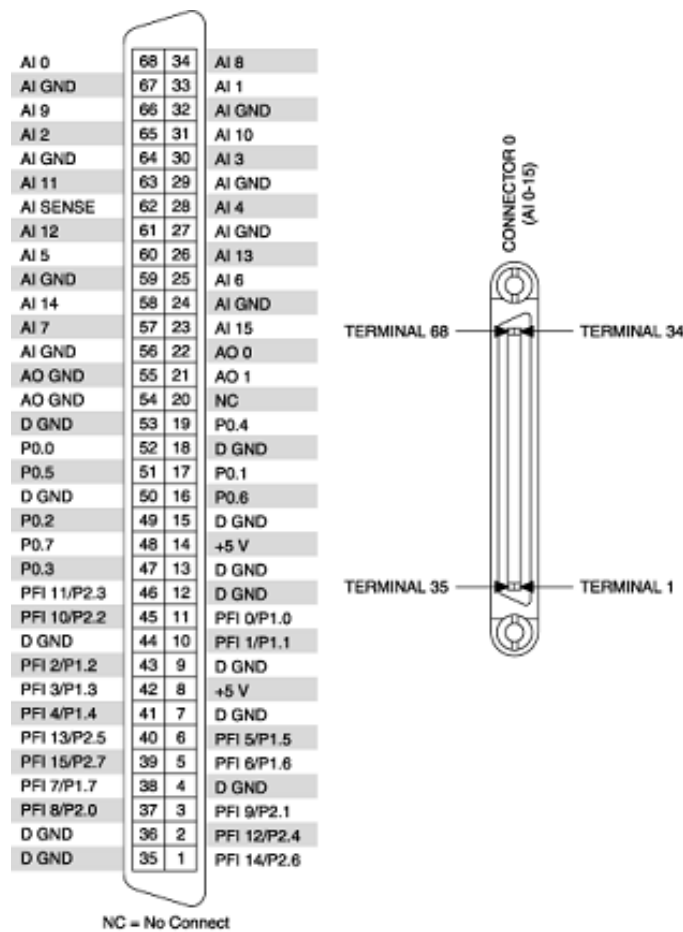 AI 0 68 34 AI 8
AI GND 67 33 AI 1
AI 9 66 32 AI GND
AI 2 65 31 AI 10
AI GND 64 30 AI 3
AI 11 63 29 AI GND
AI SENSE 62 28 AI 4
AI 12 61 27 AI GND
AI 5 60 26 AI 13
AI GND 59 25 AI 6
AI 14 58 24 AI GND
AI 7 57 23 AI 15
AI GND 56 22 AO 0
AO GND 55 21 AO 1
AO GND 54 20 NC
D GND 53 19 P0.4
P0.0 52 18 D GND
P0.5 51 17 P0.1
D GND 50 16 P0.6
P0.2 49 15 D GND
P0.7 48 14 +5 V
P0.3 47 13 D GND
PFI 11/P2.3 46 12 D GND
PFI 10/P2.2 45 11 PFI 0/P1.0
D GND 44 10 PFI 1/P1.1
PFI 2/P1.2 43 9 D GND
PFI 3/P1.3 42 8 +5 V
PFI 4/P1.4 41 7 D GND
PFI 13/P2.5 40 6 PFI 5/P1.5
PFI 15/P2.7 39 5 PFI 6/P1.6
PFI 7/P1.7 38 4 D GND
PFI 8/P2.0 37 3 PFI 9/P2.1
D GND 36 2 PFI 12/P2.4
D GND 35 1 PFI 14/P2.6
NC = No Connect
CONNECTOR 0
(AI 0-15)
TERMINAL 68 TERMINAL 34
TERMINAL 35 TERMINAL 1